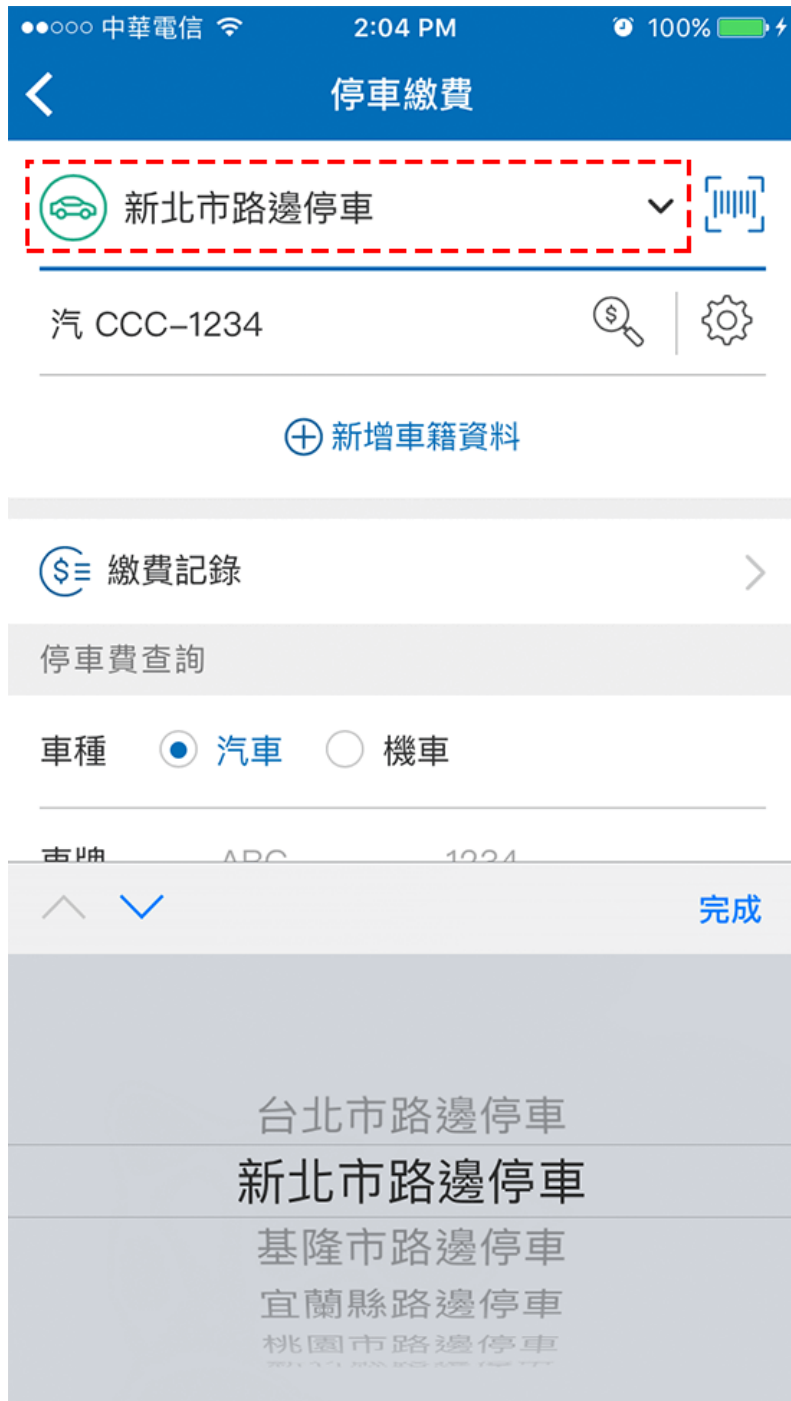 中華電信 2:04 PM 100%
停車繳費
新北市路邊停車
汽 CCC-1234
新增車籍資料
繳費記錄
停車費查詢
車種 汽車 機車
車牌 ABC 1234
完成
台北市路邊停車
新北市路邊停車
基隆市路邊停車
宜蘭縣路邊停車
桃園市路邊停車